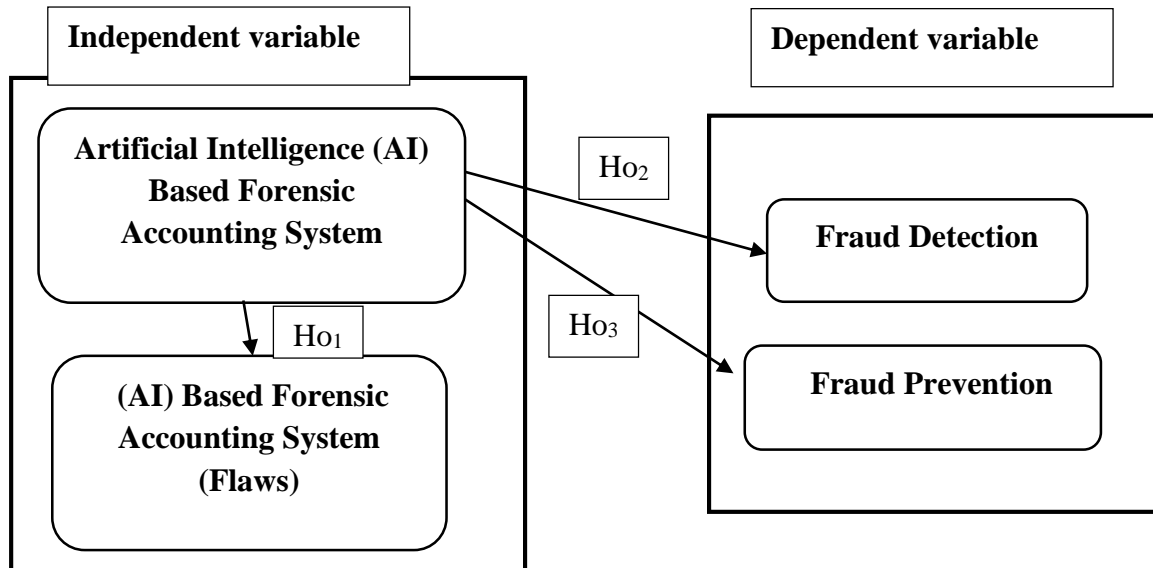 Independent variable
Dependent variable
Artificial Intelligence (AI)
Based Forensic
Accounting System
Ho₂
Fraud Detection
Ho₃
Ho₁
Fraud Prevention
(AI) Based Forensic
Accounting System
(Flaws)